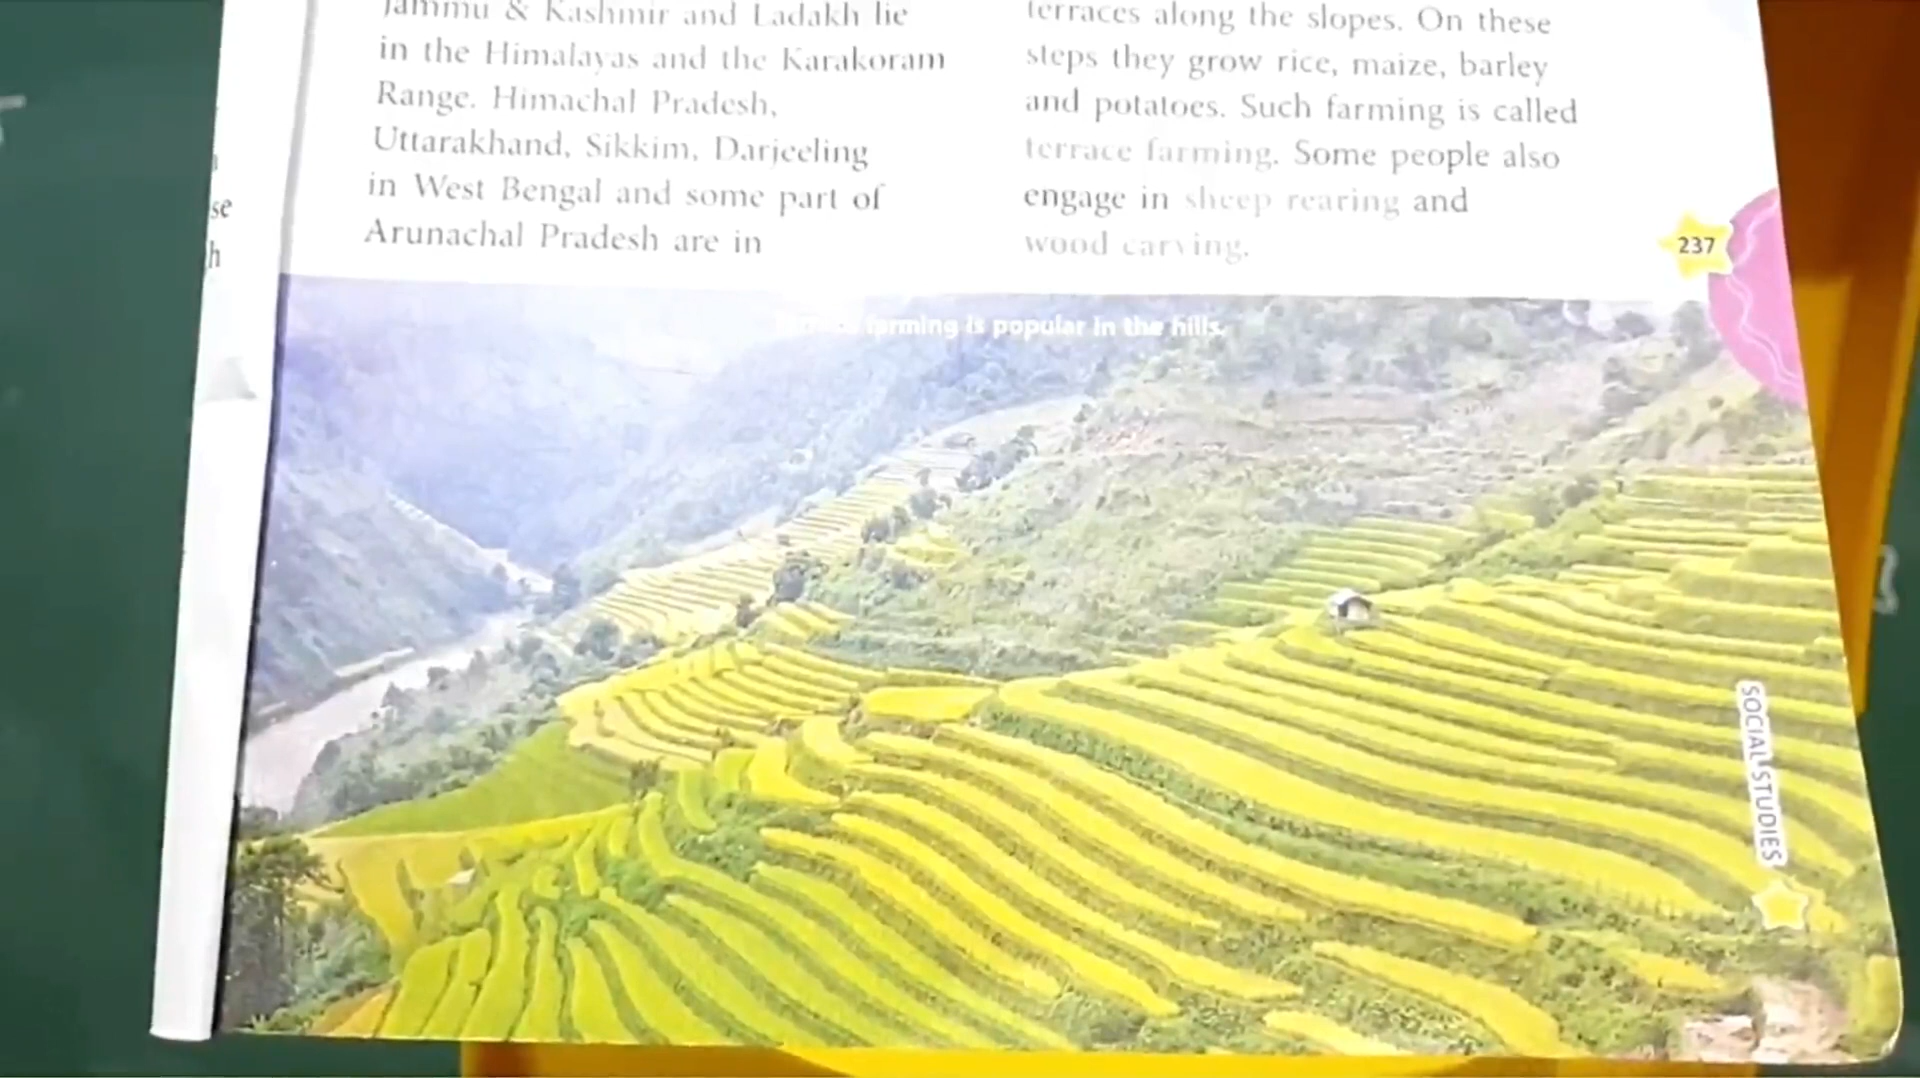 Jammu & Kashmir and Ladakh lie
in the Himalayas and the Karakoram
Range. Himachal Pradesh,
Uttarakhand, Sikkim, Darjeeling
in West Bengal and some part of
Arunachal Pradesh are in
terraces along the slopes. On these
steps they grow rice, maize, barley
and potatoes. Such farming is called
terrace farming. Some people also
engage in sheep rearing and
wood carving.
237
farming is popular in the hills.
SOCIAL STUDIES
se
h